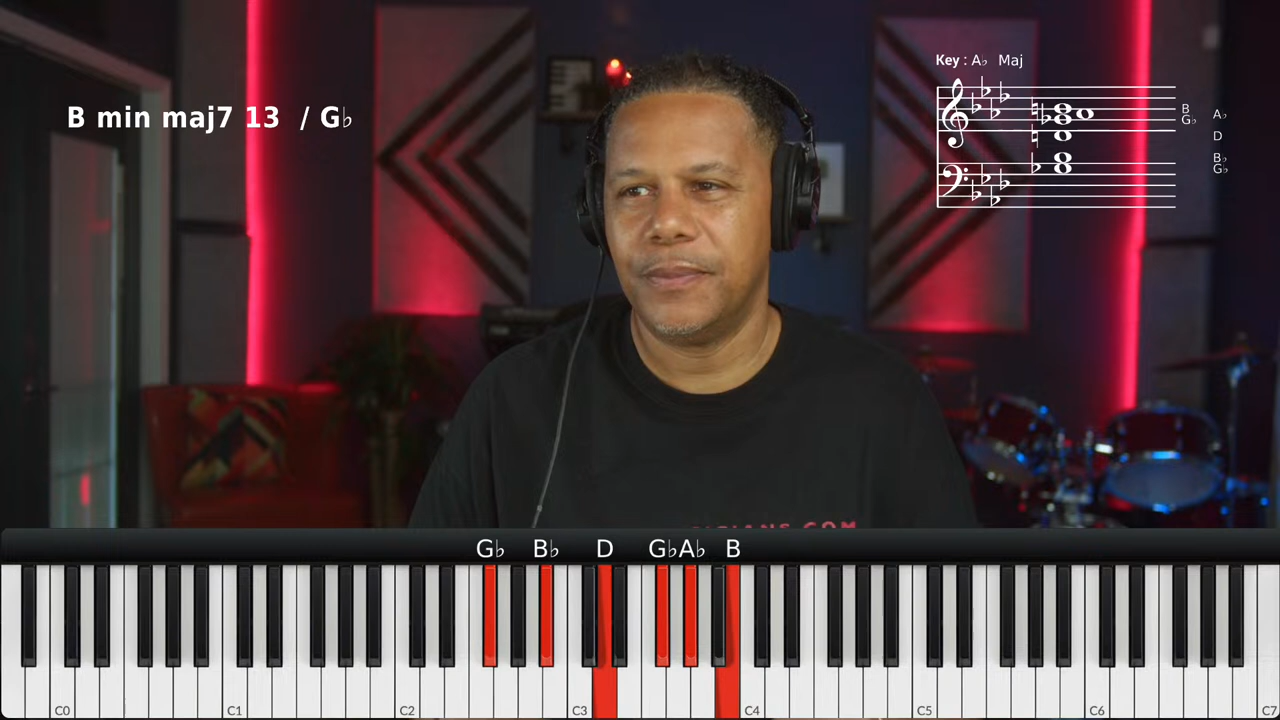 B min maj7 13 / G♭
Key : A♭ Maj
B
G♭
A♭
D
B♭
G♭
G♭ B♭ D G♭ A♭ B
C0 C1 C2 C3 C4 C5 C6 C7